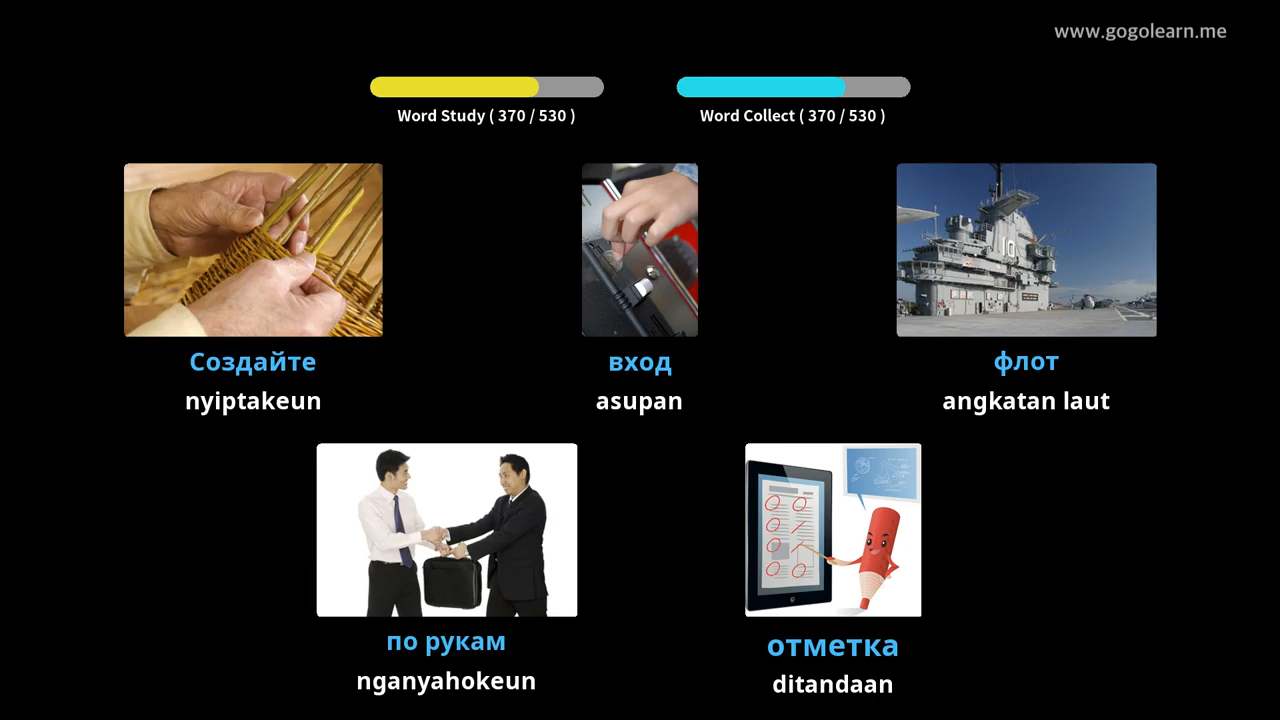 www.gogolearn.me
Word Study ( 370 / 530 )
Word Collect ( 370 / 530 )
Создайте
nyiptakeun
вход
asupan
флот
angkatan laut
по рукам
nganyahokeun
отметка
ditandaan